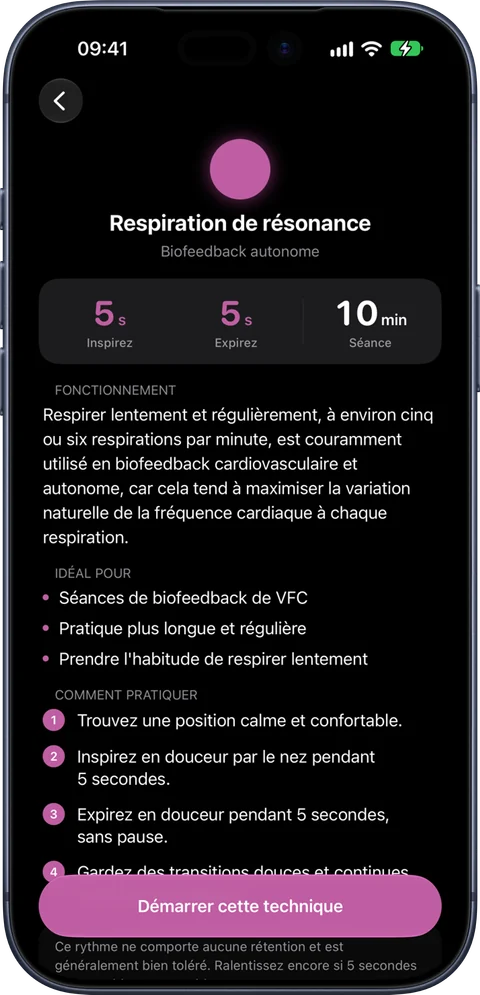 09:41
Respiration de résonance
Biofeedback autonome
5 s
Inspirez
5 s
Expirez
10 min
Séance
FONCTIONNEMENT
Respirer lentement et régulièrement, à environ cinq
ou six respirations par minute, est couramment
utilisé en biofeedback cardiovasculaire et
autonome, car cela tend à maximiser la variation
naturelle de la fréquence cardiaque à chaque
respiration.
IDÉAL POUR
• Séances de biofeedback de VFC
• Pratique plus longue et régulière
• Prendre l'habitude de respirer lentement
COMMENT PRATIQUER
1 Trouvez une position calme et confortable.
2 Inspirez en douceur par le nez pendant
5 secondes.
3 Expirez en douceur pendant 5 secondes,
sans pause.
4 Gardez des transitions douces et continues
Démarrer cette technique
Ce rythme ne comporte aucune rétention et est
généralement bien toléré. Ralentissez encore si 5 secondes